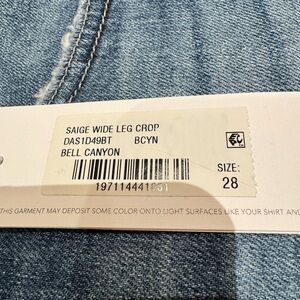 SAIGE WIDE LEG CROP
DAS1D49BT BCYN
BELL CANYON
SIZE:
28
THIS GARMENT MAY DEPOSIT SOME COLOR ONTO LIGHT SURFACES LIKE YOUR SHIRT AND